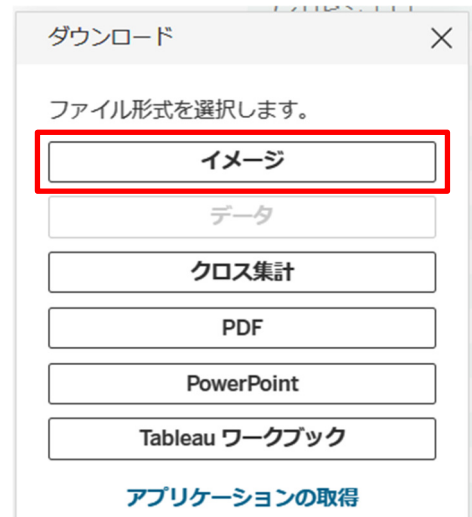 ダウンロード
ファイル形式を選択します。
イメージ
データ
クロス集計
PDF
PowerPoint
Tableau ワークブック
アプリケーションの取得